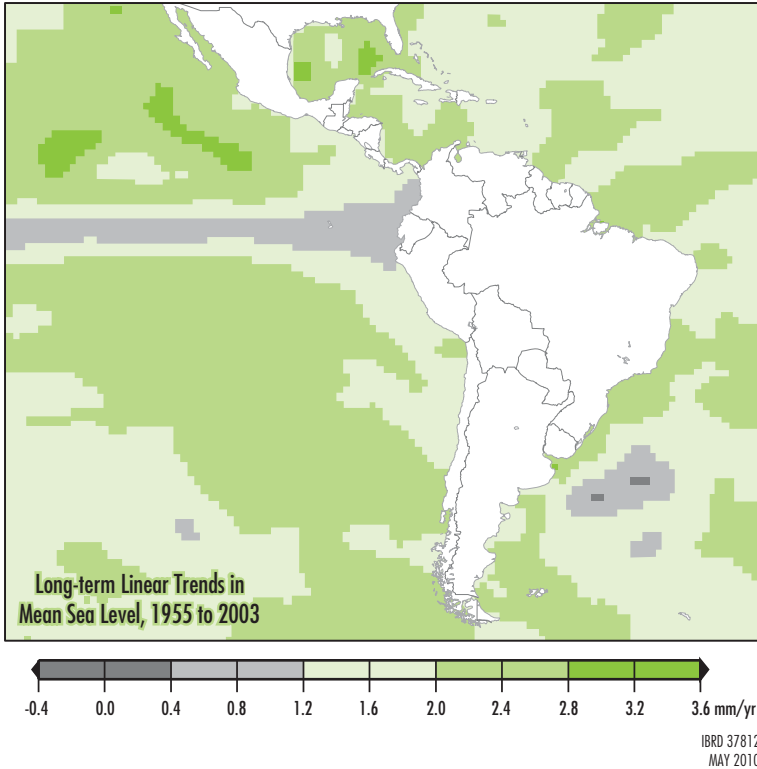 Long-term Linear Trends in
Mean Sea Level, 1955 to 2003
-0.4 0.0 0.4 0.8 1.2 1.6 2.0 2.4 2.8 3.2 3.6 mm/yr
IBRD 37812
MAY 2010